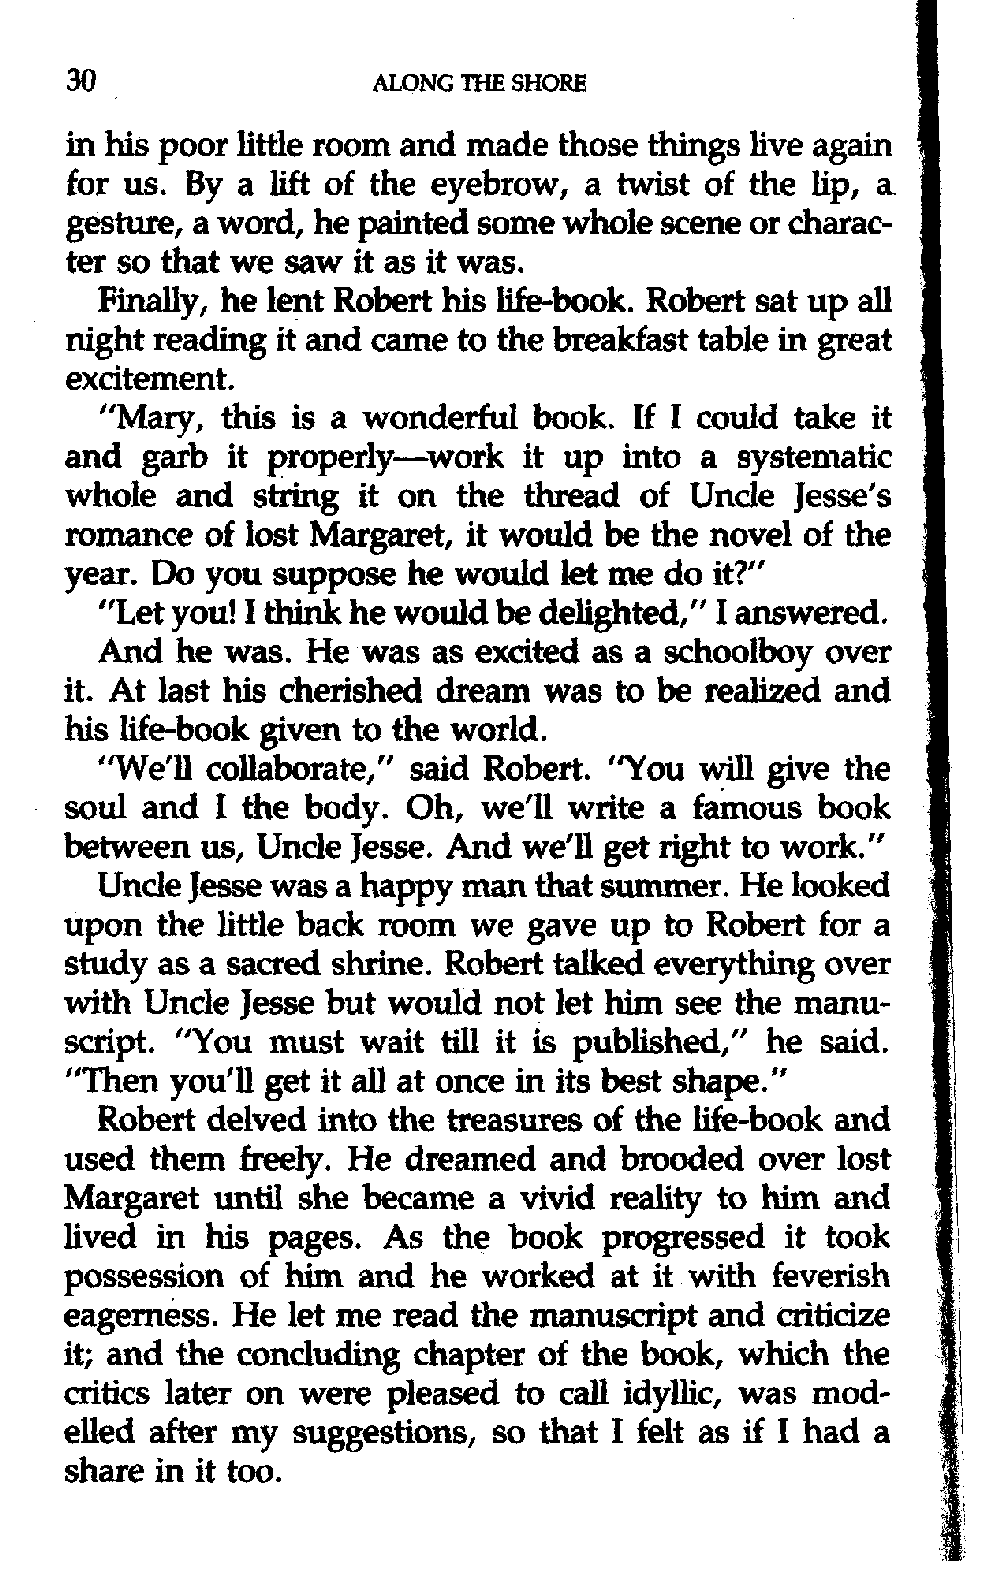 30 ALONG THE SHORE
in his poor little room and made those things live again
for us. By a lift of the eyebrow, a twist of the lip, a
gesture, a word, he painted some whole scene or charac-
ter so that we saw it as it was.
Finally, he lent Robert his life-book. Robert sat up all
night reading it and came to the breakfast table in great
excitement.
"Mary, this is a wonderful book. If I could take it
and garb it properly—work it up into a systematic
whole and string it on the thread of Uncle Jesse's
romance of lost Margaret, it would be the novel of the
year. Do you suppose he would let me do it?"
"Let you! I think he would be delighted," I answered.
And he was. He was as excited as a schoolboy over
it. At last his cherished dream was to be realized and
his life-book given to the world.
"We'll collaborate," said Robert. "You will give the
soul and I the body. Oh, we'll write a famous book
between us, Uncle Jesse. And we'll get right to work."
Uncle Jesse was a happy man that summer. He looked
upon the little back room we gave up to Robert for a
study as a sacred shrine. Robert talked everything over
with Uncle Jesse but would not let him see the manu-
script. "You must wait till it is published," he said.
"Then you'll get it all at once in its best shape."
Robert delved into the treasures of the life-book and
used them freely. He dreamed and brooded over lost
Margaret until she became a vivid reality to him and
lived in his pages. As the book progressed it took
possession of him and he worked at it with feverish
eagerness. He let me read the manuscript and criticize
it; and the concluding chapter of the book, which the
critics later on were pleased to call idyllic, was mod-
elled after my suggestions, so that I felt as if I had a
share in it too.